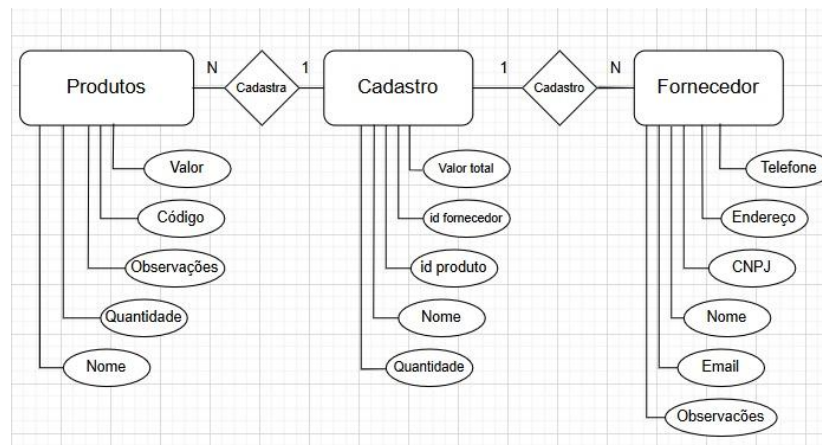 Produtos
N
Cadastra
1
Cadastro
1
Cadastro
N
Fornecedor
Valor
Código
Observações
Quantidade
Nome
Valor total
id fornecedor
id produto
Nome
Quantidade
Telefone
Endereço
CNPJ
Nome
Email
Observacões